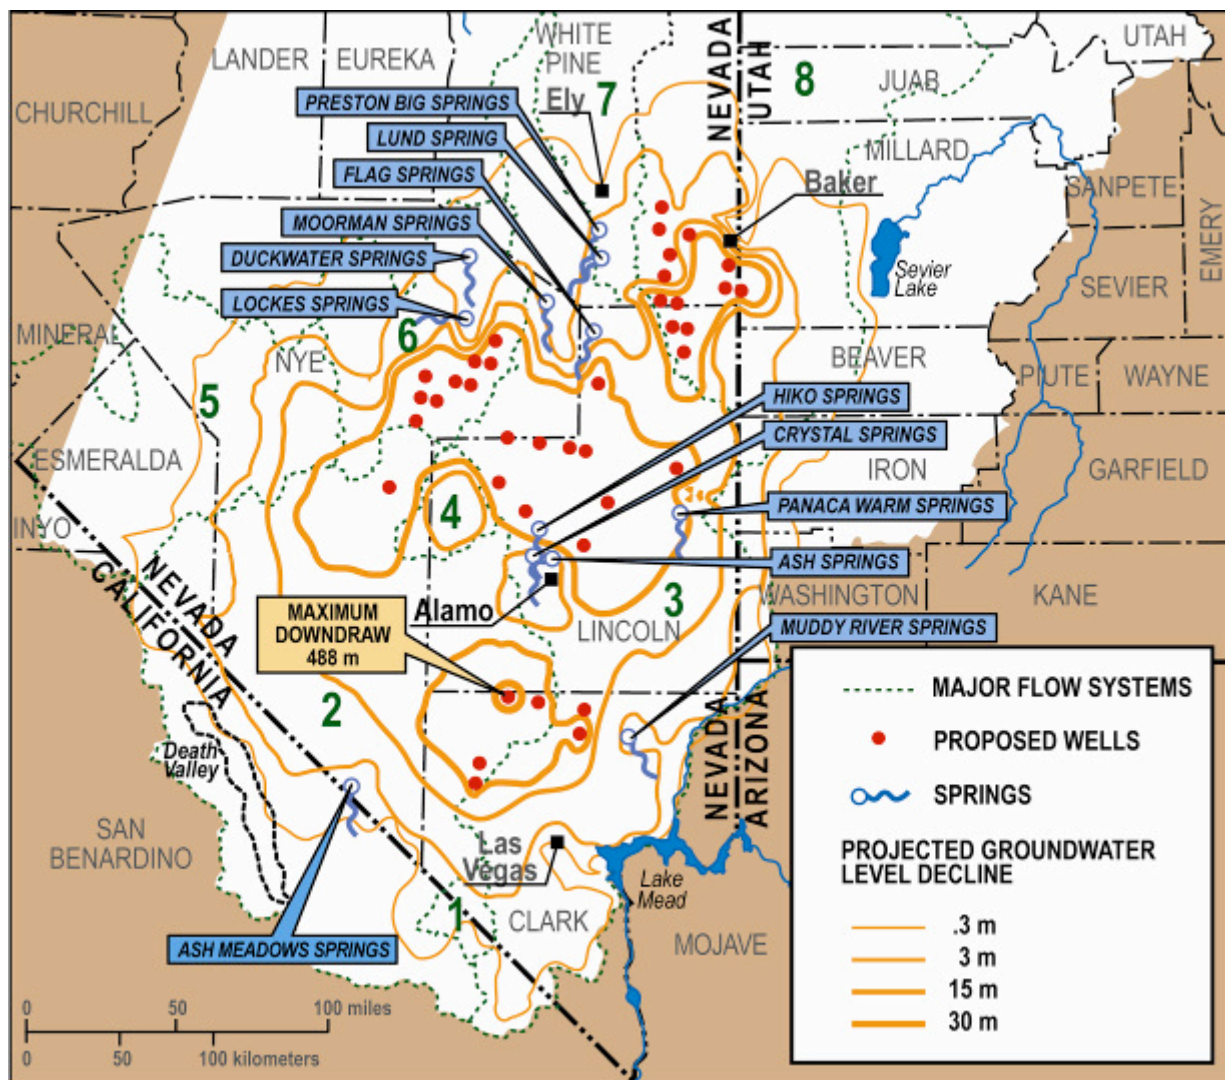 WHITE
PINE
UTAH
LANDER
EUREKA
NEVADA
UTAH
8
JUAB
7
PRESTON BIG SPRINGS
Ely
CHURCHILL
LUND SPRING
MILLARD
FLAG SPRINGS
Baker
SANPETE
EMERY
MOORMAN SPRINGS
DUCKWATER SPRINGS
Sevier
Lake
SEVIER
LOCKES SPRINGS
MINERAL
6
NYE
BEAVER
PIUTE
WAYNE
5
HIKO SPRINGS
CRYSTAL SPRINGS
ESMERALDA
IRON
GARFIELD
4
PANACA WARM SPRINGS
INYO
NEVADA
CALIFORNIA
ASH SPRINGS
WASHINGTON
KANE
MAXIMUM
DOWNDRAW
488 m
Alamo
3
LINCOLN
MUDDY RIVER SPRINGS
2
NEVADA
ARIZONA
MAJOR FLOW SYSTEMS
PROPOSED WELLS
SPRINGS
Death
Valley
SAN
BENARDINO
Las
Vegas
Lake
Mead
PROJECTED GROUNDWATER
LEVEL DECLINE
.3 m
3 m
15 m
30 m
1
CLARK
MOJAVE
ASH MEADOWS SPRINGS
0 50 100 miles
0 50 100 kilometers